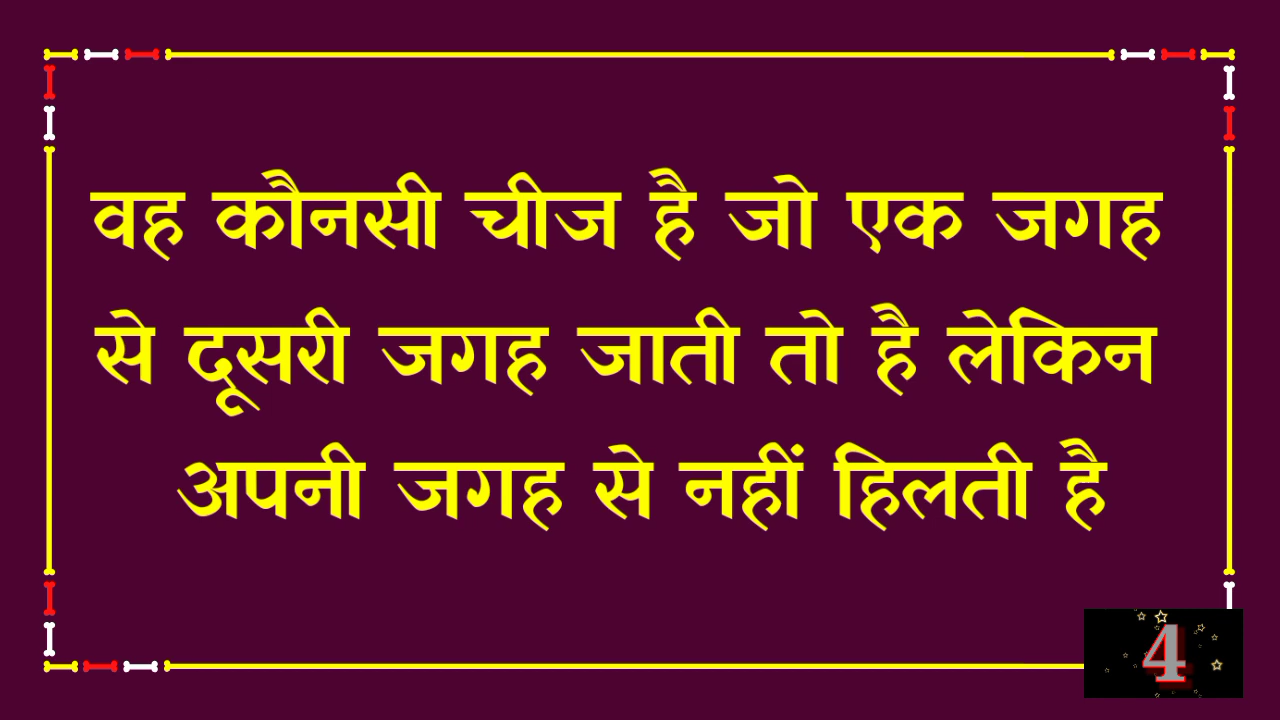 वह कौनसी चीज है जो एक जगह
से दूसरी जगह जाती तो है लेकिन
अपनी जगह से नहीं हिलती है
4